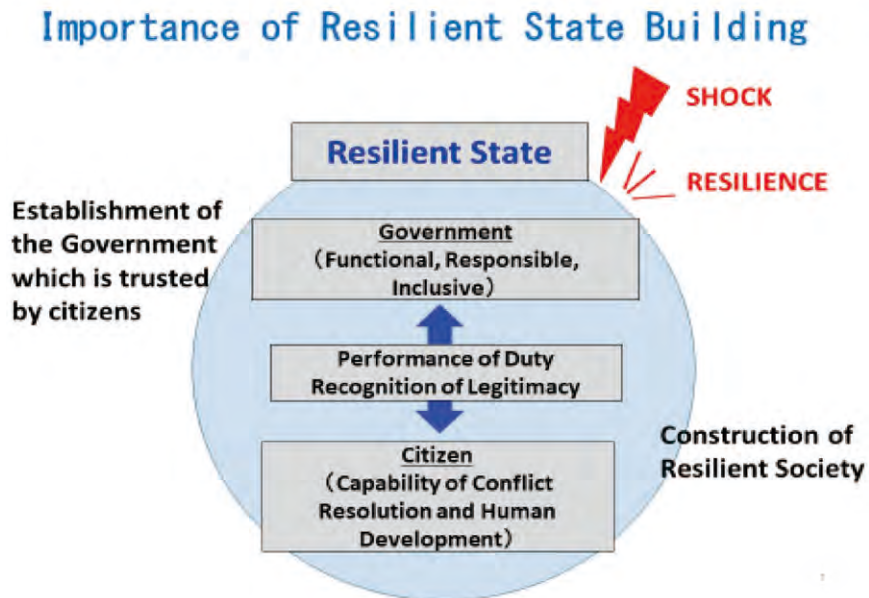 Importance of Resilient State Building
SHOCK
Resilient State
RESILIENCE
Establishment of
the Government
which is trusted
by citizens
Government
（Functional, Responsible,
Inclusive）
Performance of Duty
Recognition of Legitimacy
Citizen
（Capability of Conflict
Resolution and Human
Development）
Construction of
Resilient Society